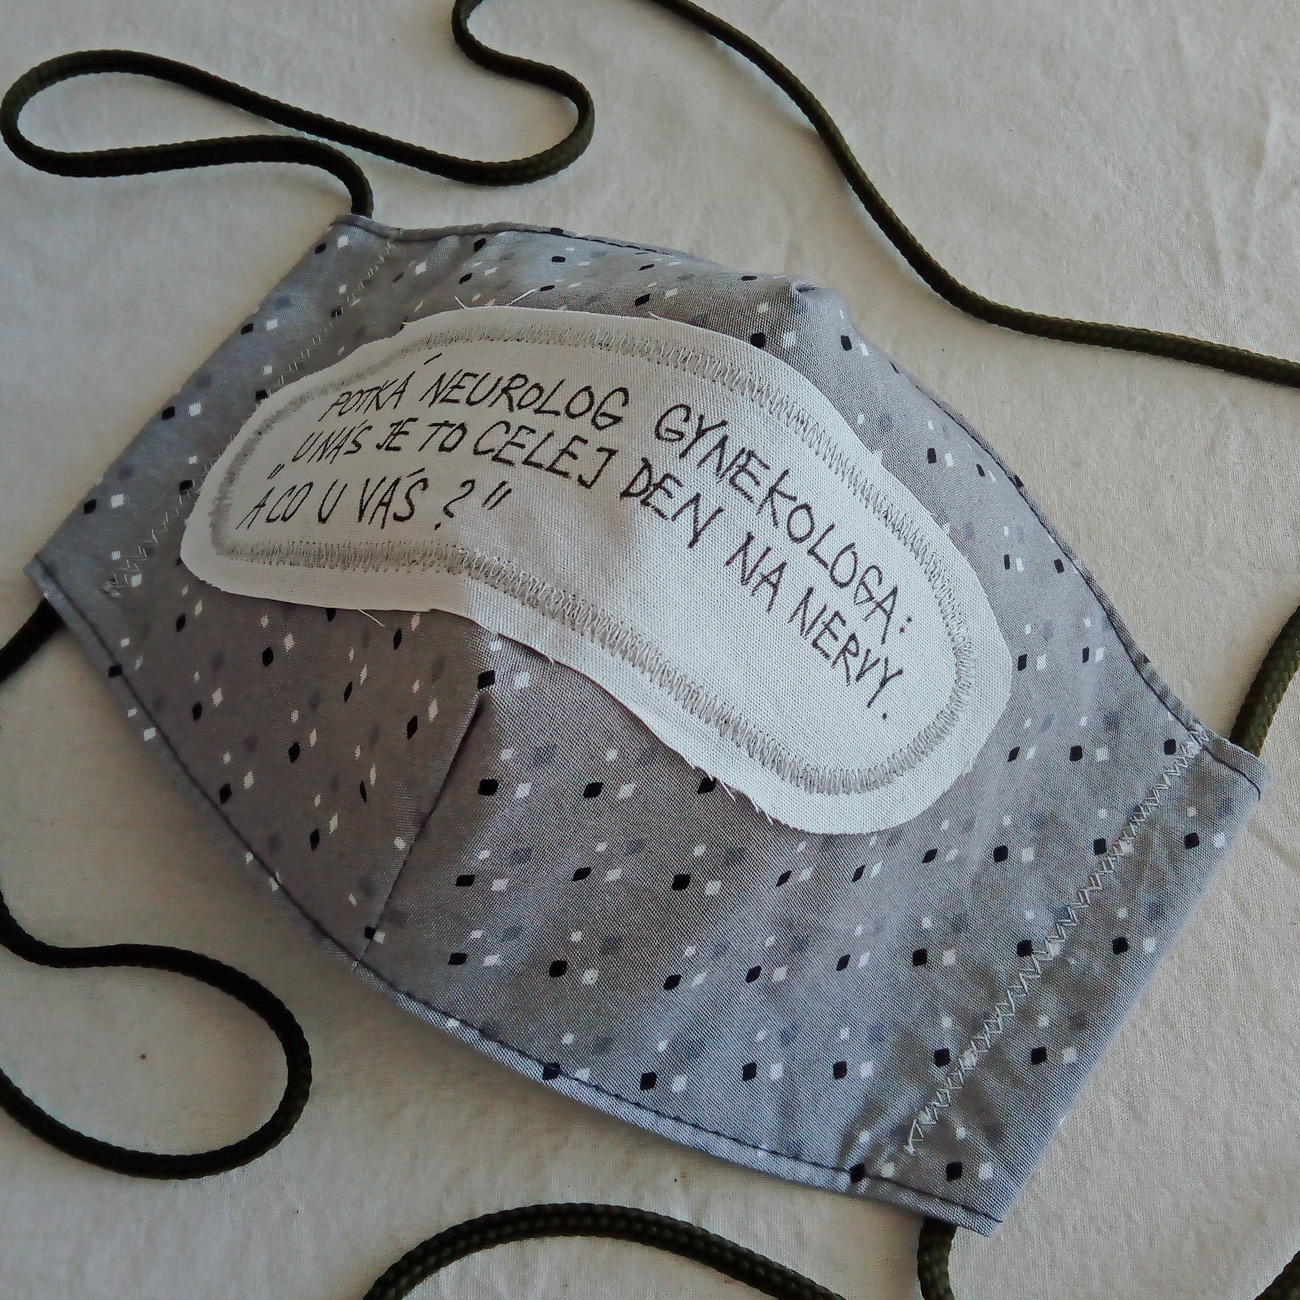 POTKÁ NEUROLOG GYNEKOLOGA:
„U NÁS JE TO CELEJ DEN NA NERVY.
A CO U VÁS?"